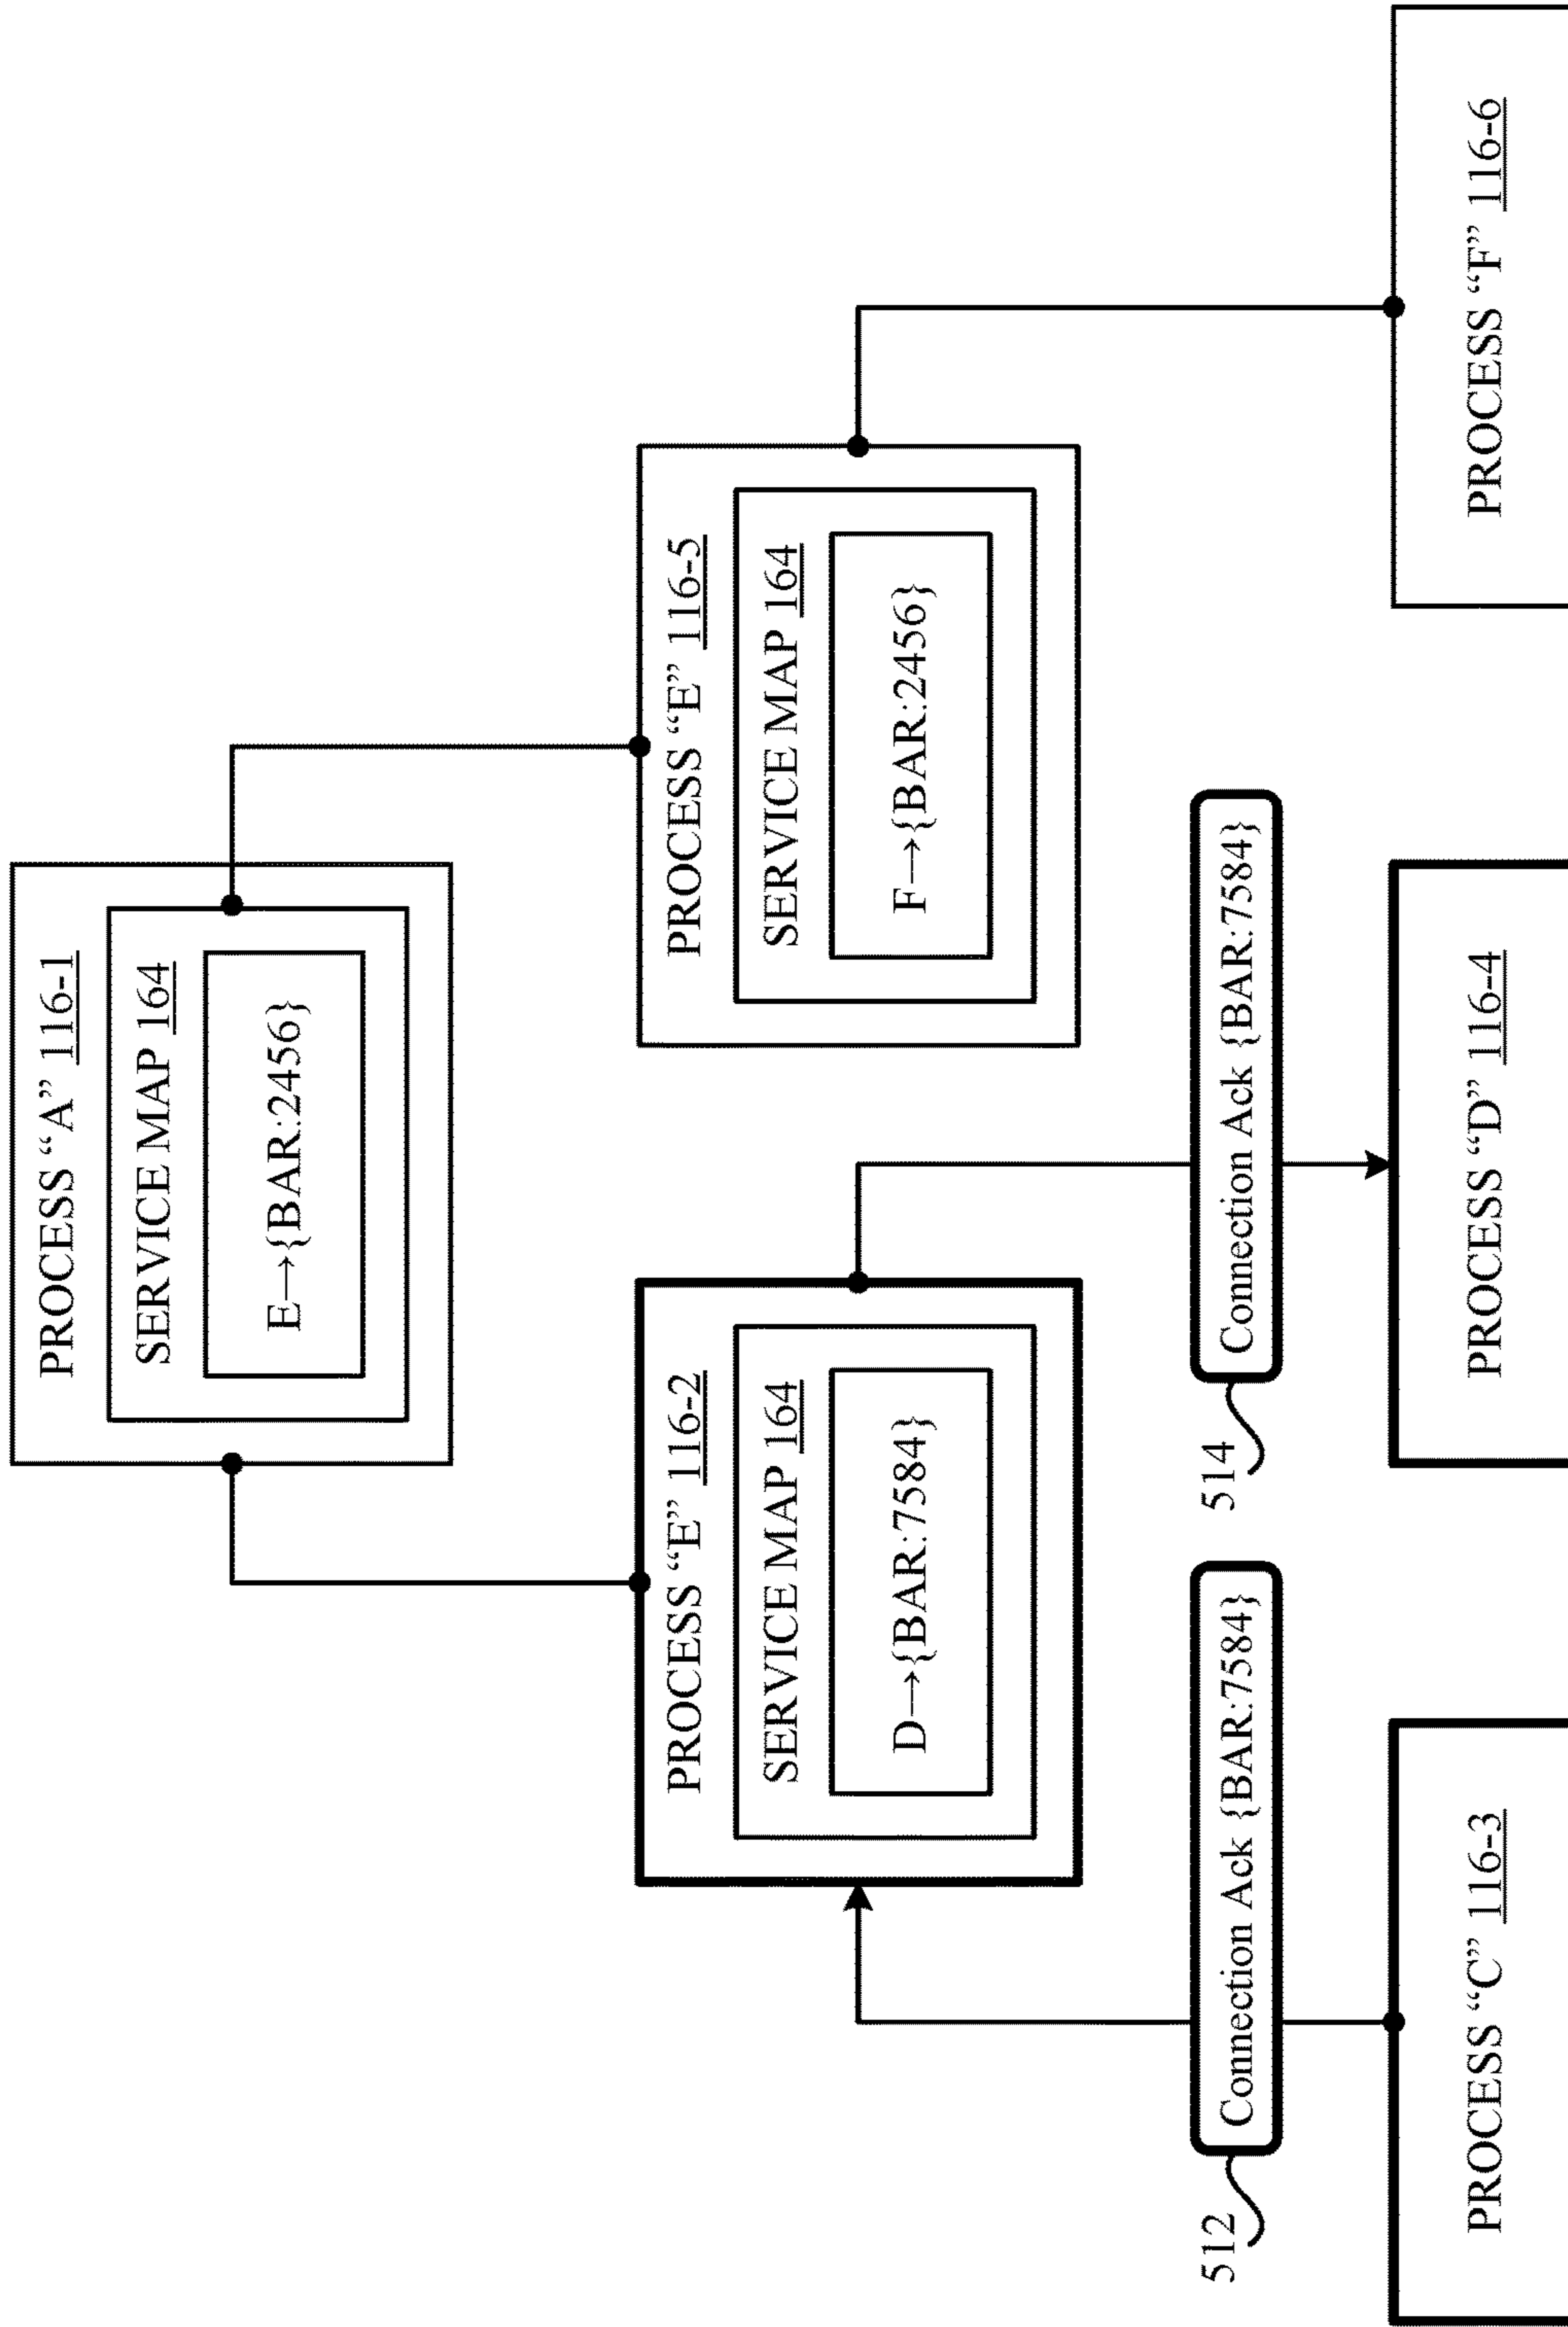 PROCESS “A” 116-1
SERVICE MAP 164
E→{BAR:2456}
PROCESS “E” 116-2
SERVICE MAP 164
D→{BAR:7584}
PROCESS “E” 116-5
SERVICE MAP 164
F→{BAR:2456}
512
Connection Ack {BAR:7584}
514
Connection Ack {BAR:7584}
PROCESS “C” 116-3
PROCESS “D” 116-4
PROCESS “F” 116-6